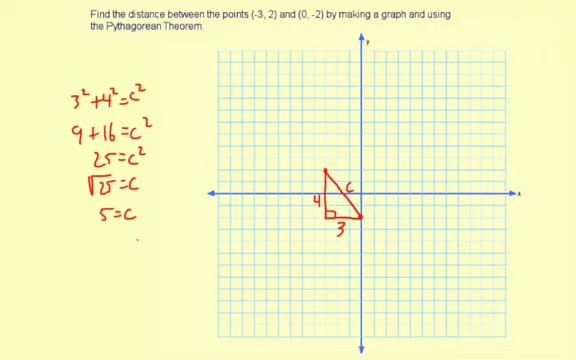 Find the distance between the points (-3, 2) and (0, -2) by making a graph and using
the Pythagorean Theorem.
y
3² + 4² = c²
9 + 16 = c²
25 = c²
√25 = c
5 = c
c
4
3
x